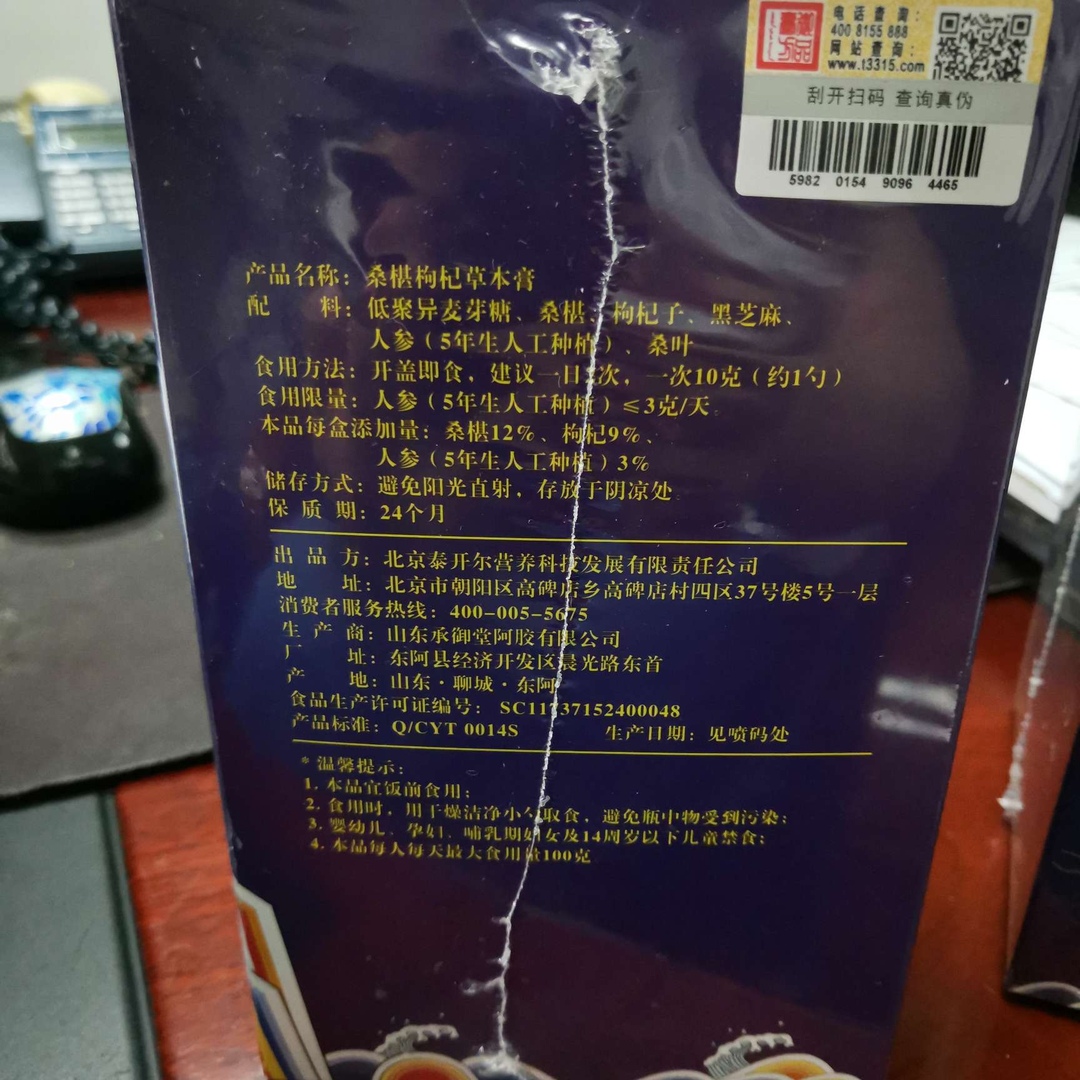 电话查询：
400 8155 888
网站查询：
www.t3315.com
刮开扫码 查询真伪
5982 0154 9096 4465
产品名称：桑椹枸杞草本膏
配 料：低聚异麦芽糖、桑椹、枸杞子、黑芝麻、
人参（5年生人工种植）、桑叶
食用方法：开盖即食，建议一日 次，一次10克（约1勺）
食用限量：人参（5年生人工种植）≤3克/天
本品每盒添加量：桑椹12%、枸杞9%、
人参（5年生人工种植）3%
储存方式：避免阳光直射，存放于阴凉处
保 质 期：24个月
出 品 方：北京泰开尔营养科技发展有限责任公司
地 址：北京市朝阳区高碑店乡高碑店村四区37号楼5号一层
消费者服务热线：400-005-5675
生 产 商：山东承御堂阿胶有限公司
厂 址：东阿县经济开发区晨光路东首
产 地：山东·聊城·东阿
食品生产许可证编号：SC11737152400048
产品标准：Q/CYT 0014S 生产日期：见喷码处
*温馨提示：
1. 本品宜饭前食用；
2. 食用时，用干燥洁净小勺取食，避免瓶中物受到污染；
3. 婴幼儿、孕妇、哺乳期妇女及14周岁以下儿童禁食；
4. 本品每人每天最大食用量100克